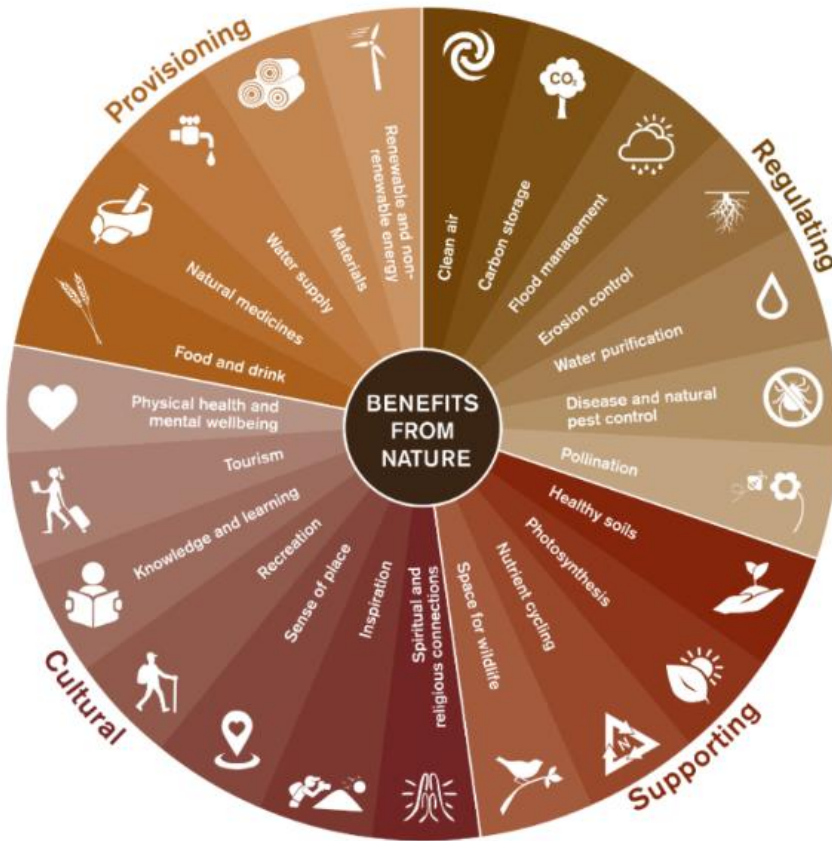 Provisioning
Renewable and non-
renewable energy
Materials
Water supply
Natural medicines
Food and drink
Regulating
Clean air
CO₂
Carbon storage
Flood management
Erosion control
Water purification
Disease and natural
pest control
Pollination
BENEFITS
FROM
NATURE
Supporting
Healthy soils
Photosynthesis
Nutrient cycling
N
Space for wildlife
Cultural
Physical health and
mental wellbeing
Tourism
Knowledge and learning
Recreation
Sense of place
Inspiration
Spiritual and
religious connections